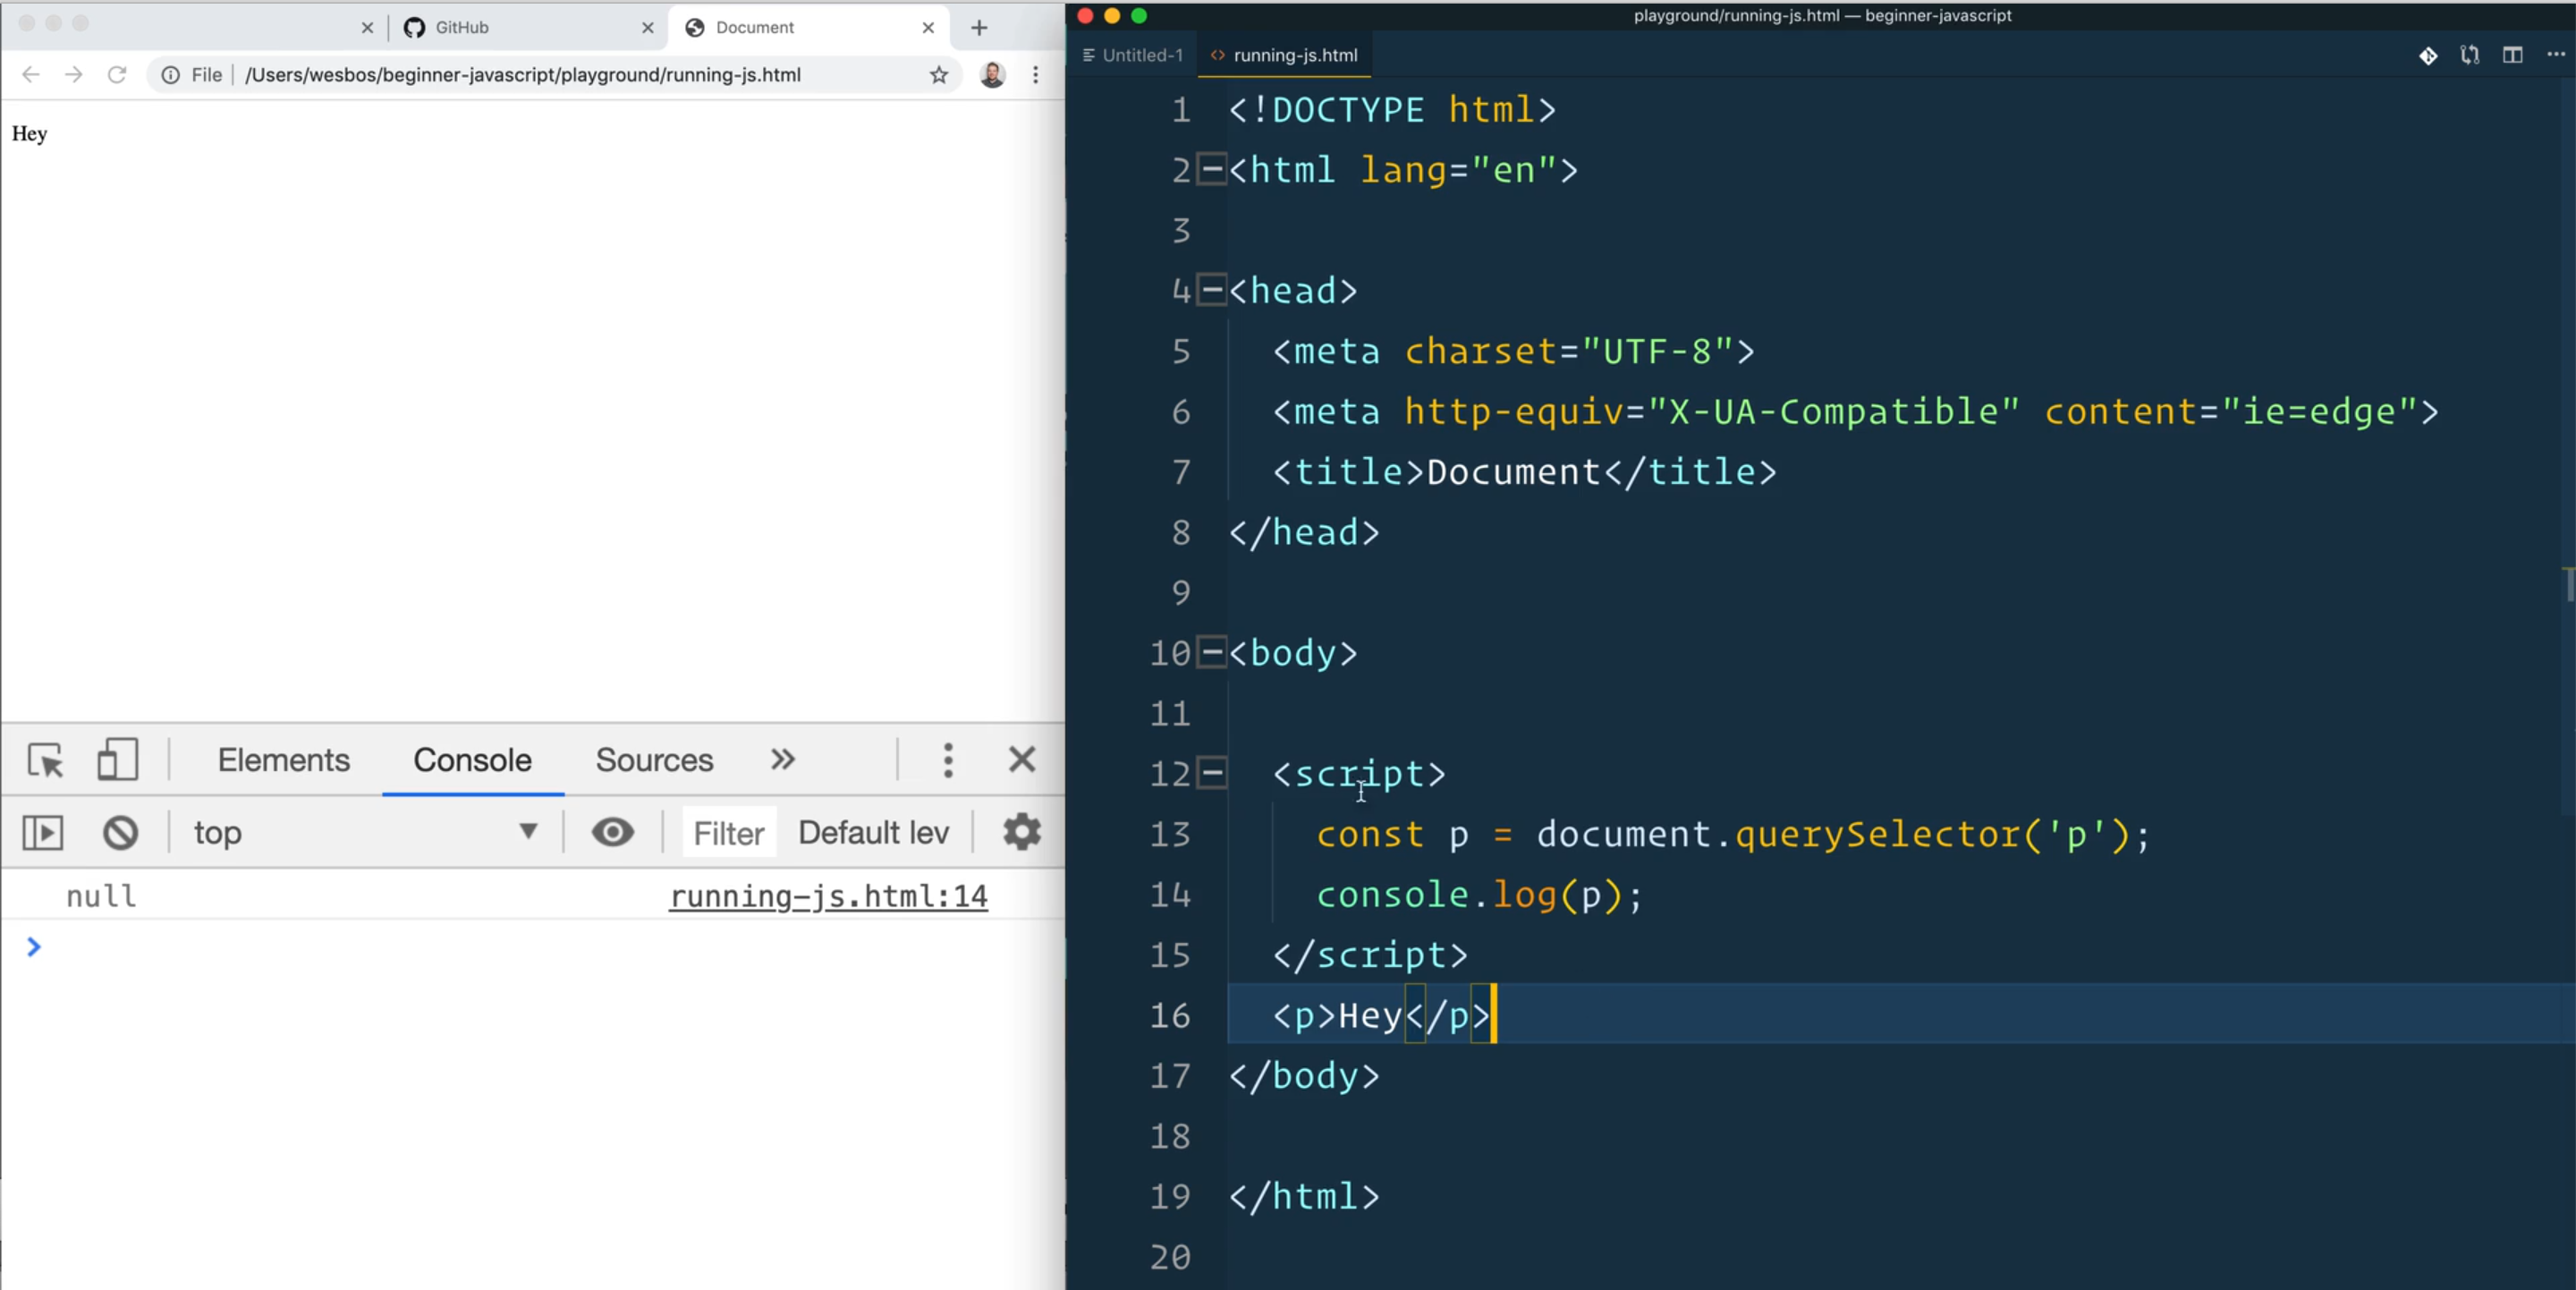 GitHub
Document
File
/Users/wesbos/beginner-javascript/playground/running-js.html
Hey
Elements
Console
Sources
top
Filter
Default lev
null
running-js.html:14
playground/running-js.html — beginner-javascript
Untitled-1
running-js.html
1 <!DOCTYPE html>
2 <html lang="en">
3
4 <head>
5 <meta charset="UTF-8">
6 <meta http-equiv="X-UA-Compatible" content="ie=edge">
7 <title>Document</title>
8 </head>
9
10 <body>
11
12 <script>
13 const p = document.querySelector('p');
14 console.log(p);
15 </script>
16 <p>Hey</p>
17 </body>
18
19 </html>
20